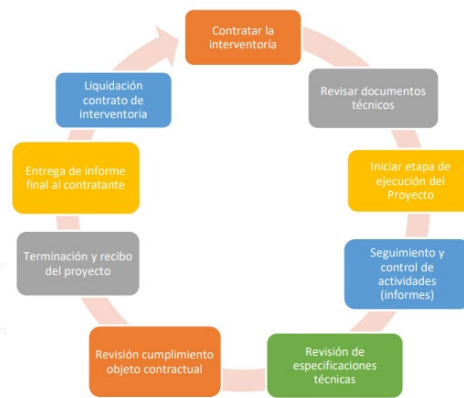 Contratar la
interventoría
Revisar documentos
técnicos
Iniciar etapa de
ejecución del
Proyecto
Seguimiento y
control de
actividades
(informes)
Revisión de
especificaciones
técnicas
Revisión cumplimiento
objeto contractual
Terminación y recibo
del proyecto
Entrega de informe
final al contratante
Liquidación
contrato de
interventoria